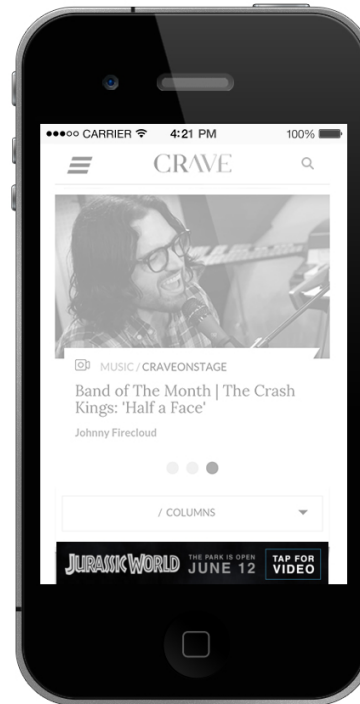 CARRIER 4:21 PM 100%
CRAVE
MUSIC / CRAVEONSTAGE
Band of The Month | The Crash
Kings: 'Half a Face'
Johnny Firecloud
/ COLUMNS
JURASSIC WORLD THE PARK IS OPEN JUNE 12 TAP FOR VIDEO